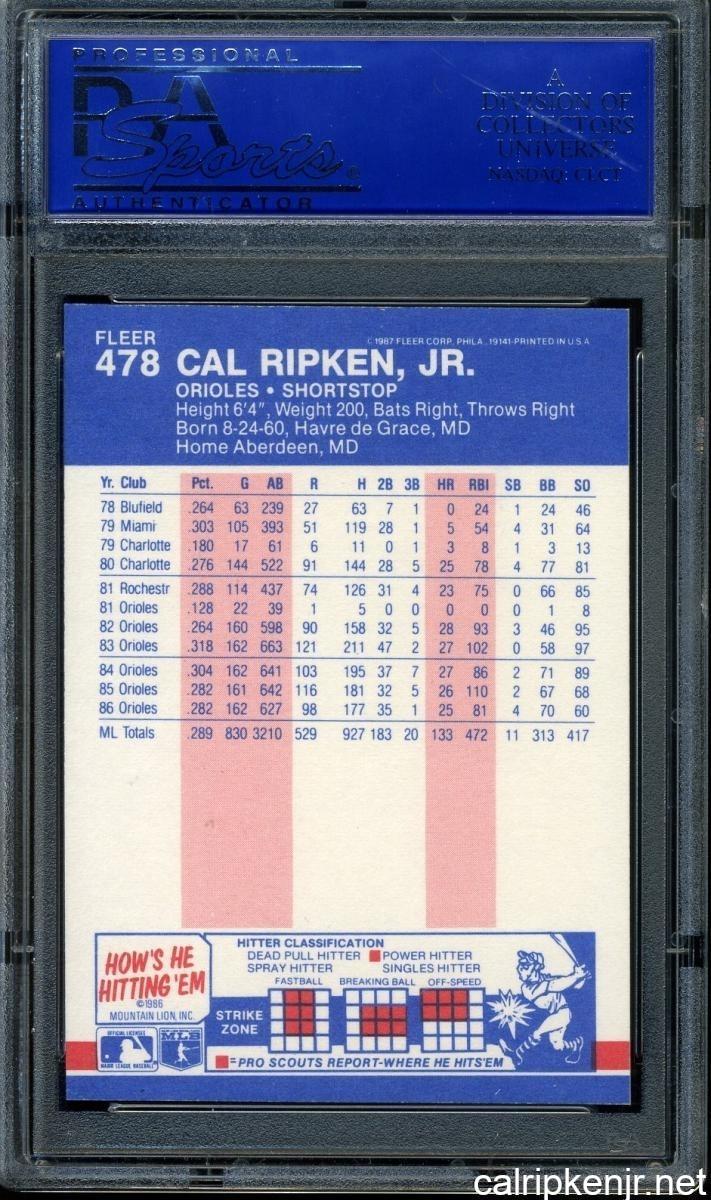 PROFESSIONAL
PSA
Sports ®
AUTHENTICATOR
A
DIVISION OF
COLLECTORS
UNIVERSE
NASDAQ: CLCT
FLEER
478 CAL RIPKEN, JR.
© 1987 FLEER CORP. PHILA. 19141-PRINTED IN U S A
ORIOLES • SHORTSTOP
Height 6'4", Weight 200, Bats Right, Throws Right
Born 8-24-60, Havre de Grace, MD
Home Aberdeen, MD
Yr. Club Pct. G AB R H 2B 3B HR RBI SB BB SO
78 Blufield .264 63 239 27 63 7 1 0 24 1 24 46
79 Miami .303 105 393 51 119 28 1 5 54 4 31 64
79 Charlotte .180 17 61 6 11 0 1 3 8 1 3 13
80 Charlotte .276 144 522 91 144 28 5 25 78 4 77 81
81 Rochestr .288 114 437 74 126 31 4 23 75 0 66 85
81 Orioles .128 22 39 1 5 0 0 0 0 0 1 8
82 Orioles .264 160 598 90 158 32 5 28 93 3 46 95
83 Orioles .318 162 663 121 211 47 2 27 102 0 58 97
84 Orioles .304 162 641 103 195 37 7 27 86 2 71 89
85 Orioles .282 161 642 116 181 32 5 26 110 2 67 68
86 Orioles .282 162 627 98 177 35 1 25 81 4 70 60
ML Totals .289 830 3210 529 927 183 20 133 472 11 313 417
HOW'S HE
HITTING 'EM
©1986
MOUNTAIN LION, INC.
OFFICIAL LICENSEE
MAJOR LEAGUE BASEBALL
MLB
HITTER CLASSIFICATION
DEAD PULL HITTER ■ POWER HITTER
SPRAY HITTER SINGLES HITTER
FASTBALL BREAKING BALL OFF-SPEED
STRIKE
ZONE
■=PRO SCOUTS REPORT-WHERE HE HITS'EM
PSA
calripkenjr.net